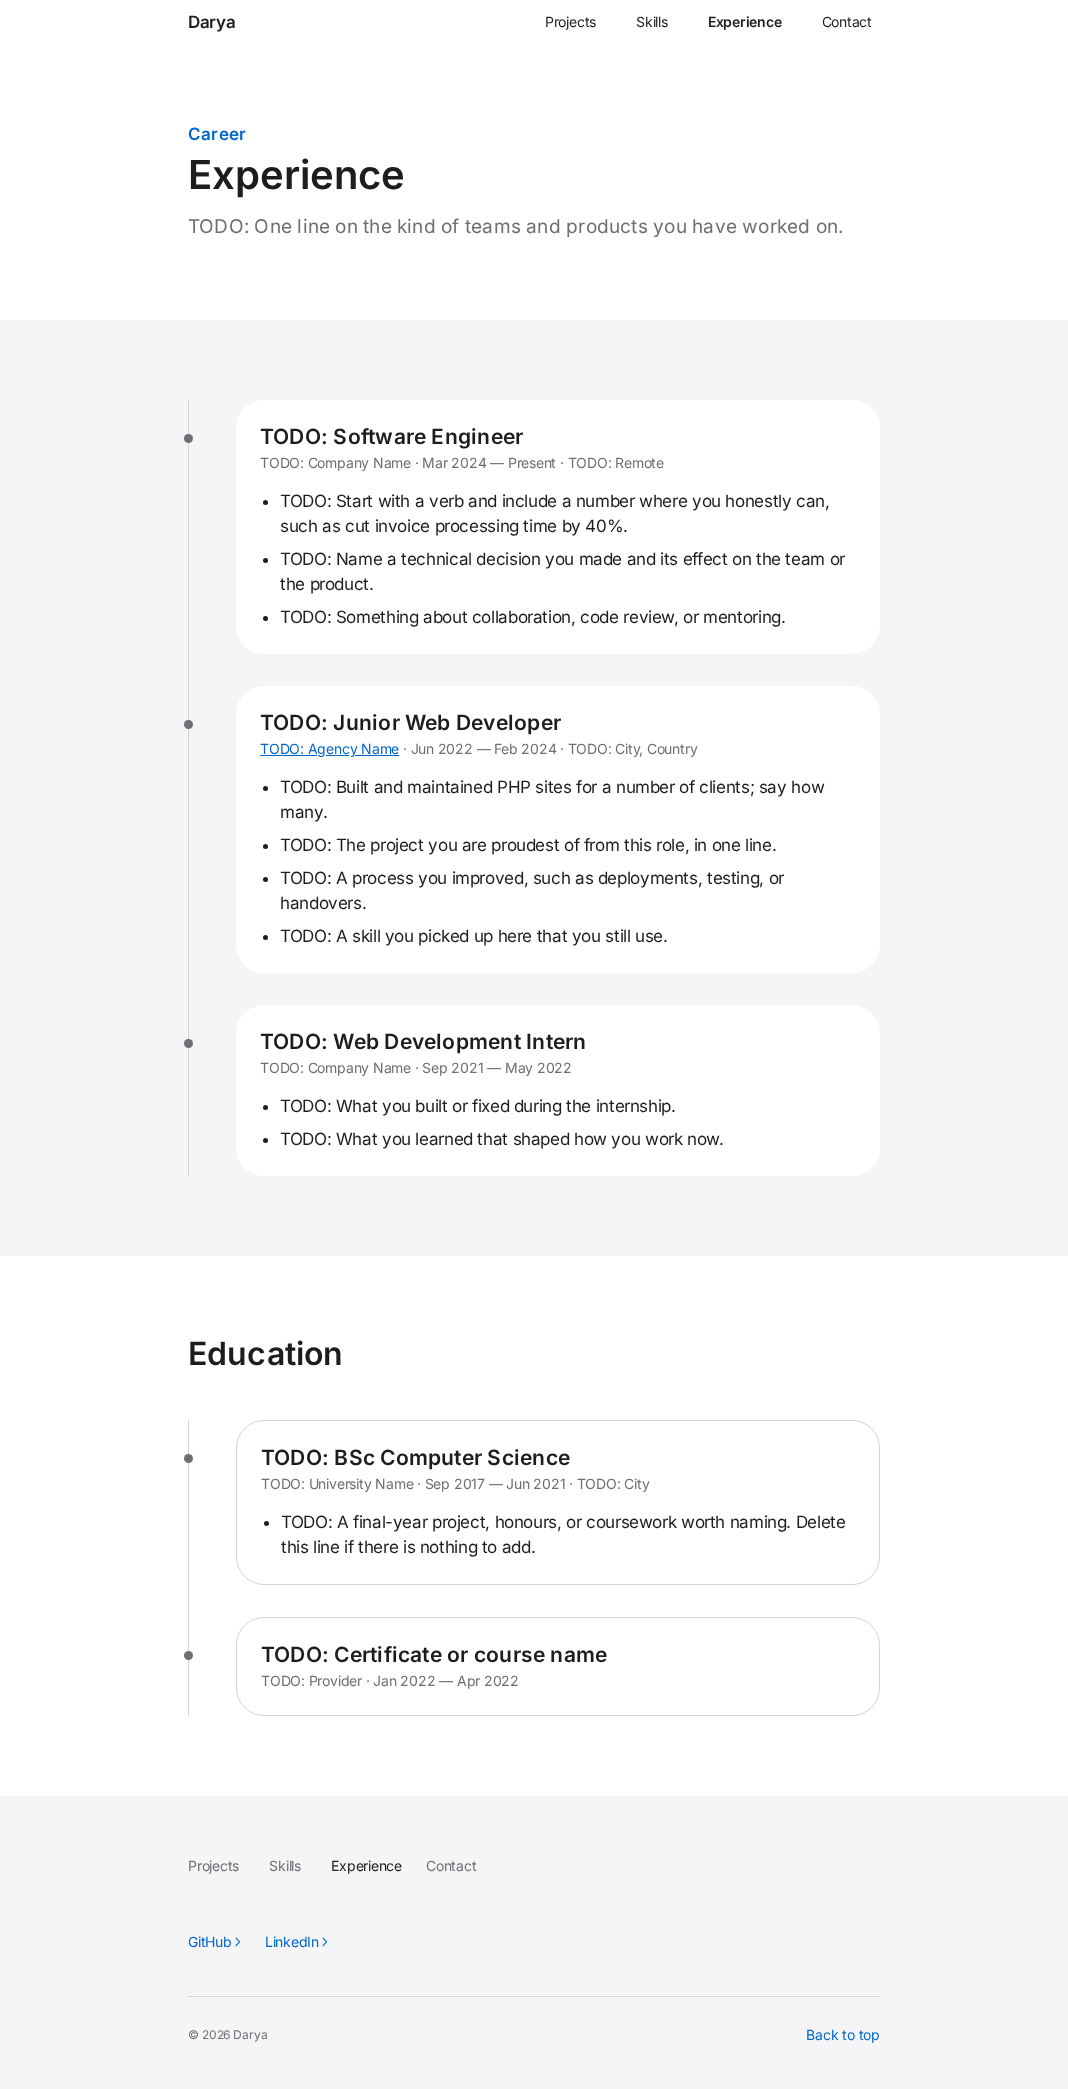 Darya
Projects Skills Experience Contact
Career
Experience
TODO: One line on the kind of teams and products you have worked on.
TODO: Software Engineer
TODO: Company Name · Mar 2024 — Present · TODO: Remote
• TODO: Start with a verb and include a number where you honestly can,
such as cut invoice processing time by 40%.
• TODO: Name a technical decision you made and its effect on the team or
the product.
• TODO: Something about collaboration, code review, or mentoring.
TODO: Junior Web Developer
TODO: Agency Name · Jun 2022 — Feb 2024 · TODO: City, Country
• TODO: Built and maintained PHP sites for a number of clients; say how
many.
• TODO: The project you are proudest of from this role, in one line.
• TODO: A process you improved, such as deployments, testing, or
handovers.
• TODO: A skill you picked up here that you still use.
TODO: Web Development Intern
TODO: Company Name · Sep 2021 — May 2022
• TODO: What you built or fixed during the internship.
• TODO: What you learned that shaped how you work now.
Education
TODO: BSc Computer Science
TODO: University Name · Sep 2017 — Jun 2021 · TODO: City
• TODO: A final-year project, honours, or coursework worth naming. Delete
this line if there is nothing to add.
TODO: Certificate or course name
TODO: Provider · Jan 2022 — Apr 2022
Projects Skills Experience Contact
GitHub › LinkedIn ›
© 2026 Darya
Back to top